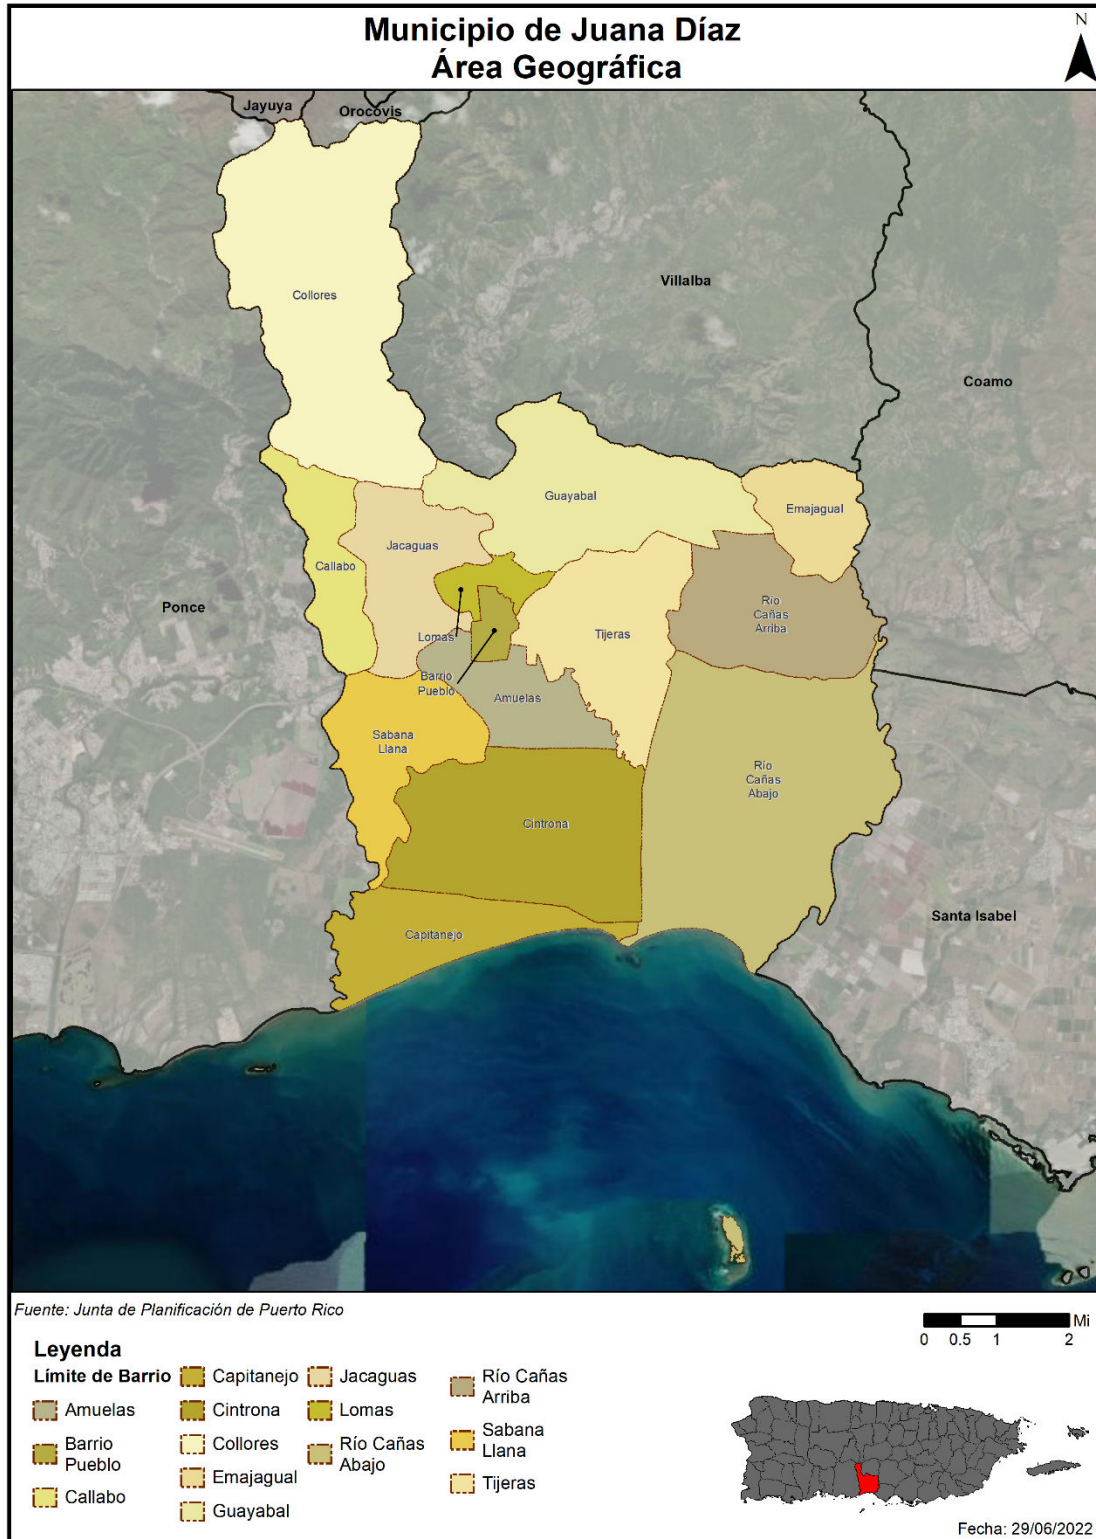 Municipio de Juana Díaz
Área Geográfica
N
Jayuya
Orocovis
Collores
Villalba
Coamo
Guayabal
Emajagual
Jacaguas
Callabo
Ponce
Río
Cañas
Arriba
Lomas
Tijeras
Barrio
Pueblo
Amuelas
Sabana
Llana
Río
Cañas
Abajo
Cintrona
Santa Isabel
Capitanejo
Fuente: Junta de Planificación de Puerto Rico
Mi
0 0.5 1 2
Leyenda
Límite de Barrio
Amuelas
Barrio
Pueblo
Callabo
Capitanejo
Cintrona
Collores
Emajagual
Guayabal
Jacaguas
Lomas
Río Cañas
Abajo
Río Cañas
Arriba
Sabana
Llana
Tijeras
Fecha: 29/06/2022